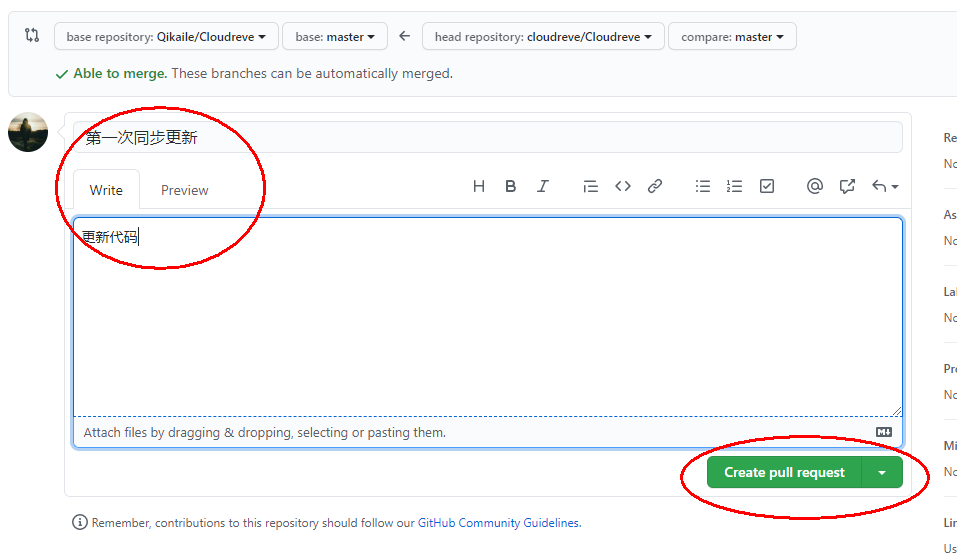 base repository: Qikaile/Cloudreve base: master head repository: cloudreve/Cloudreve compare: master
Able to merge. These branches can be automatically merged.
第一次同步更新
Re
No
Write Preview
H B I
As
更新代码
No
Lal
No
Pro
No
Attach files by dragging & dropping, selecting or pasting them.
Mi
Create pull request
No
Remember, contributions to this repository should follow our GitHub Community Guidelines.
Lin
Us